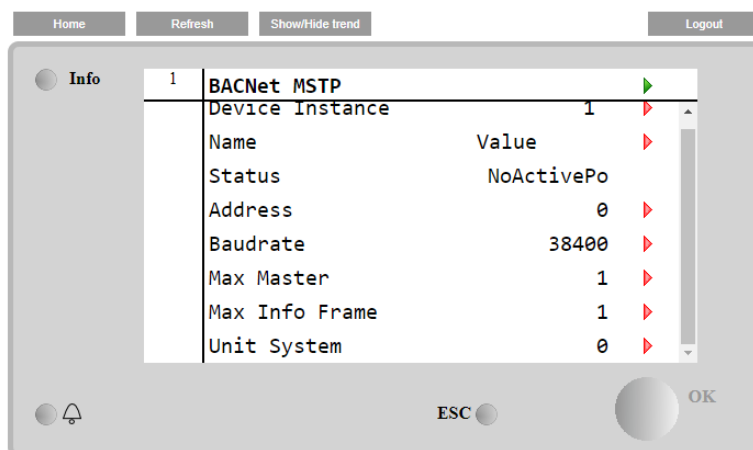 Home Refresh Show/Hide trend Logout
Info 1 BACNet MSTP
Device Instance 1
Name Value
Status NoActivePo
Address 0
Baudrate 38400
Max Master 1
Max Info Frame 1
Unit System 0
ESC OK